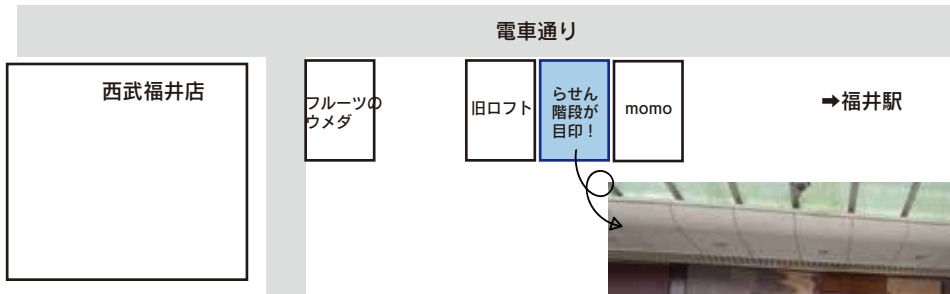 電車通り
西武福井店
フルーツの
ウメダ
旧ロフト
らせん
階段が
目印！
momo
➡福井駅